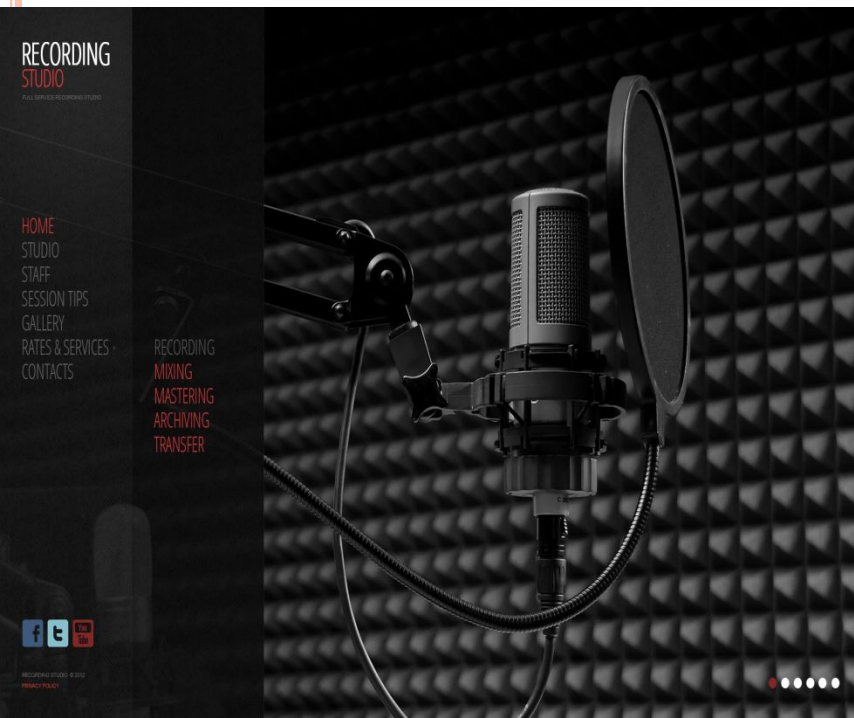 RECORDING
STUDIO
FULL SERVICE RECORDING STUDIO
HOME
STUDIO
STAFF
SESSION TIPS
GALLERY
RATES & SERVICES
CONTACTS
RECORDING
MIXING
MASTERING
ARCHIVING
TRANSFER
f t You Tube
RECORDING STUDIO © 2012
PRIVACY POLICY